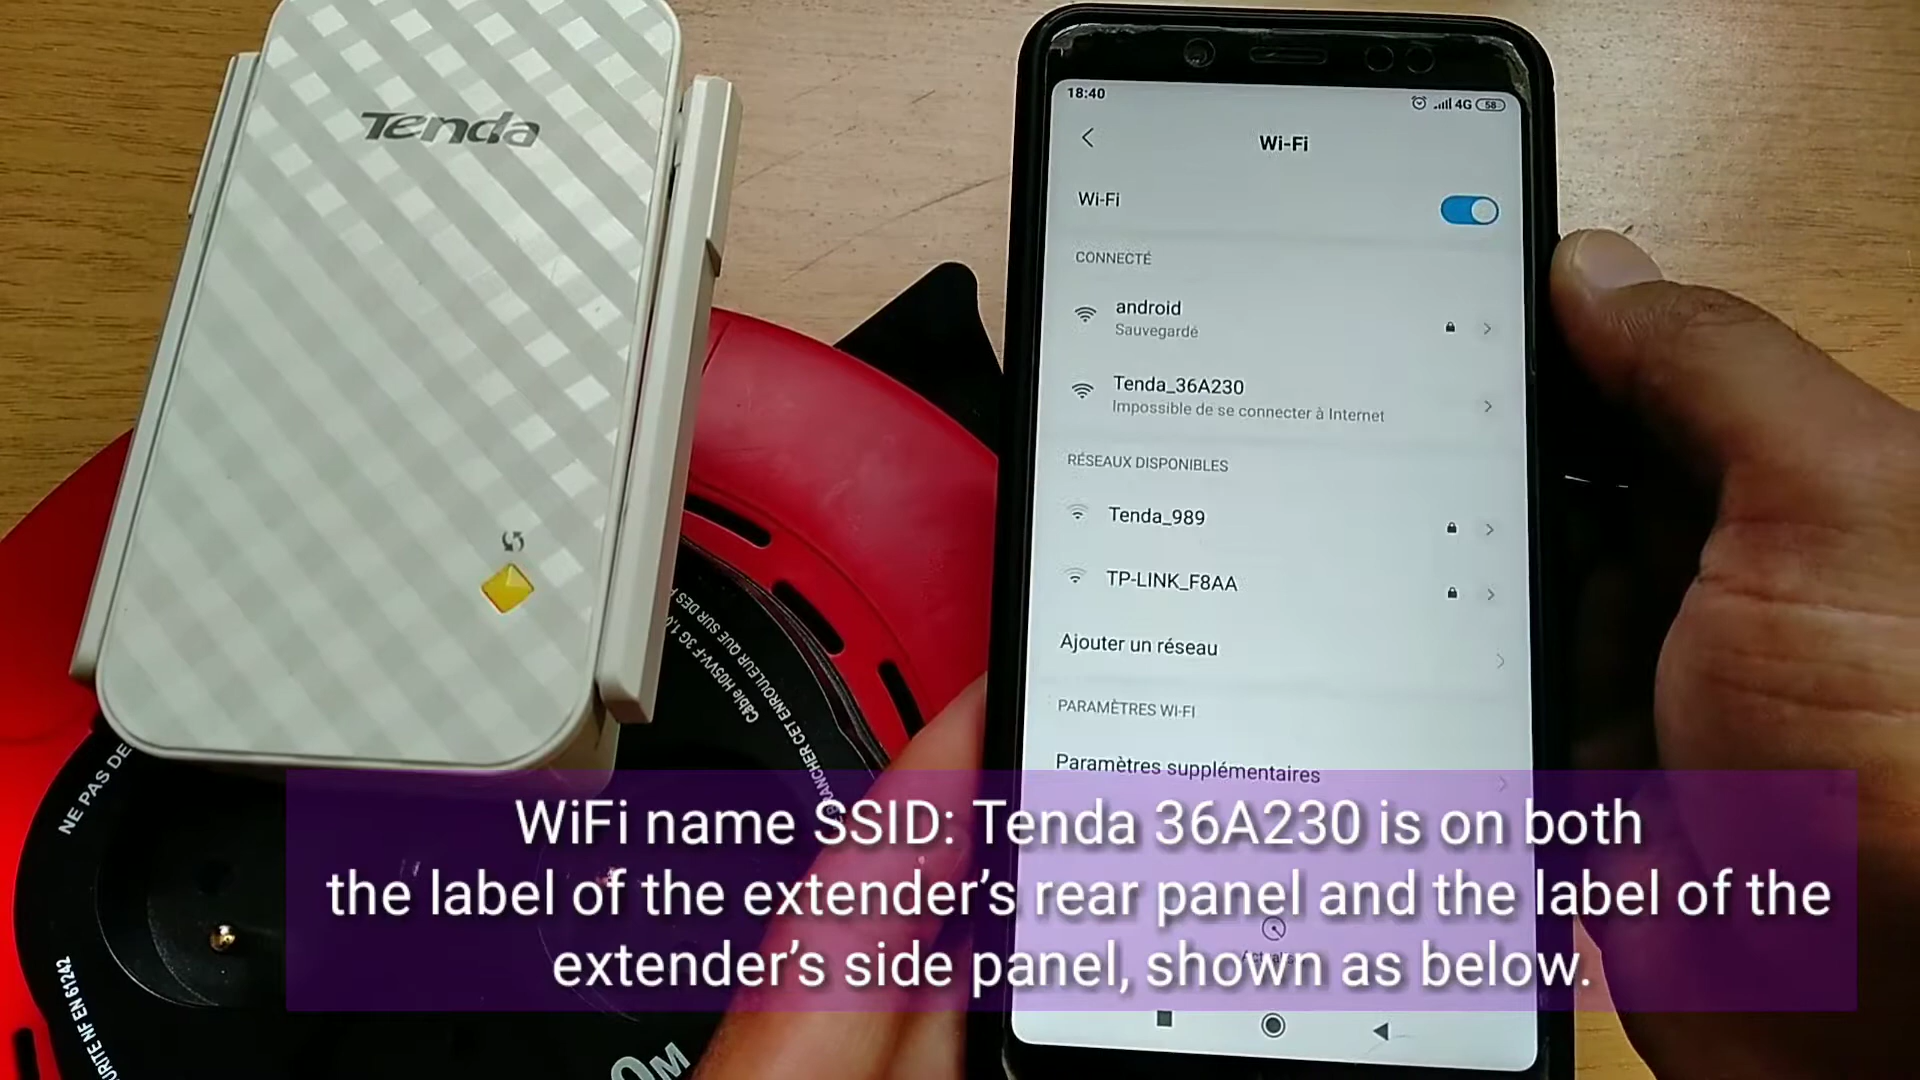 Tenda
18:40
4G 58
Wi-Fi
Wi-Fi
CONNECTÉ
android
Sauvegardé
Tenda_36A230
Impossible de se connecter à Internet
RÉSEAUX DISPONIBLES
Tenda_989
TP-LINK_F8AA
Ajouter un réseau
PARAMÈTRES WI-FI
Paramètres supplémentaires
Câble H05VV-F 3G 1,
BRANCHER CET ENROULEUR QUE SUR DES
NE PAS DE
NF EN 61242
WiFi name SSID: Tenda 36A230 is on both
the label of the extender’s rear panel and the label of the
extender’s side panel, shown as below.